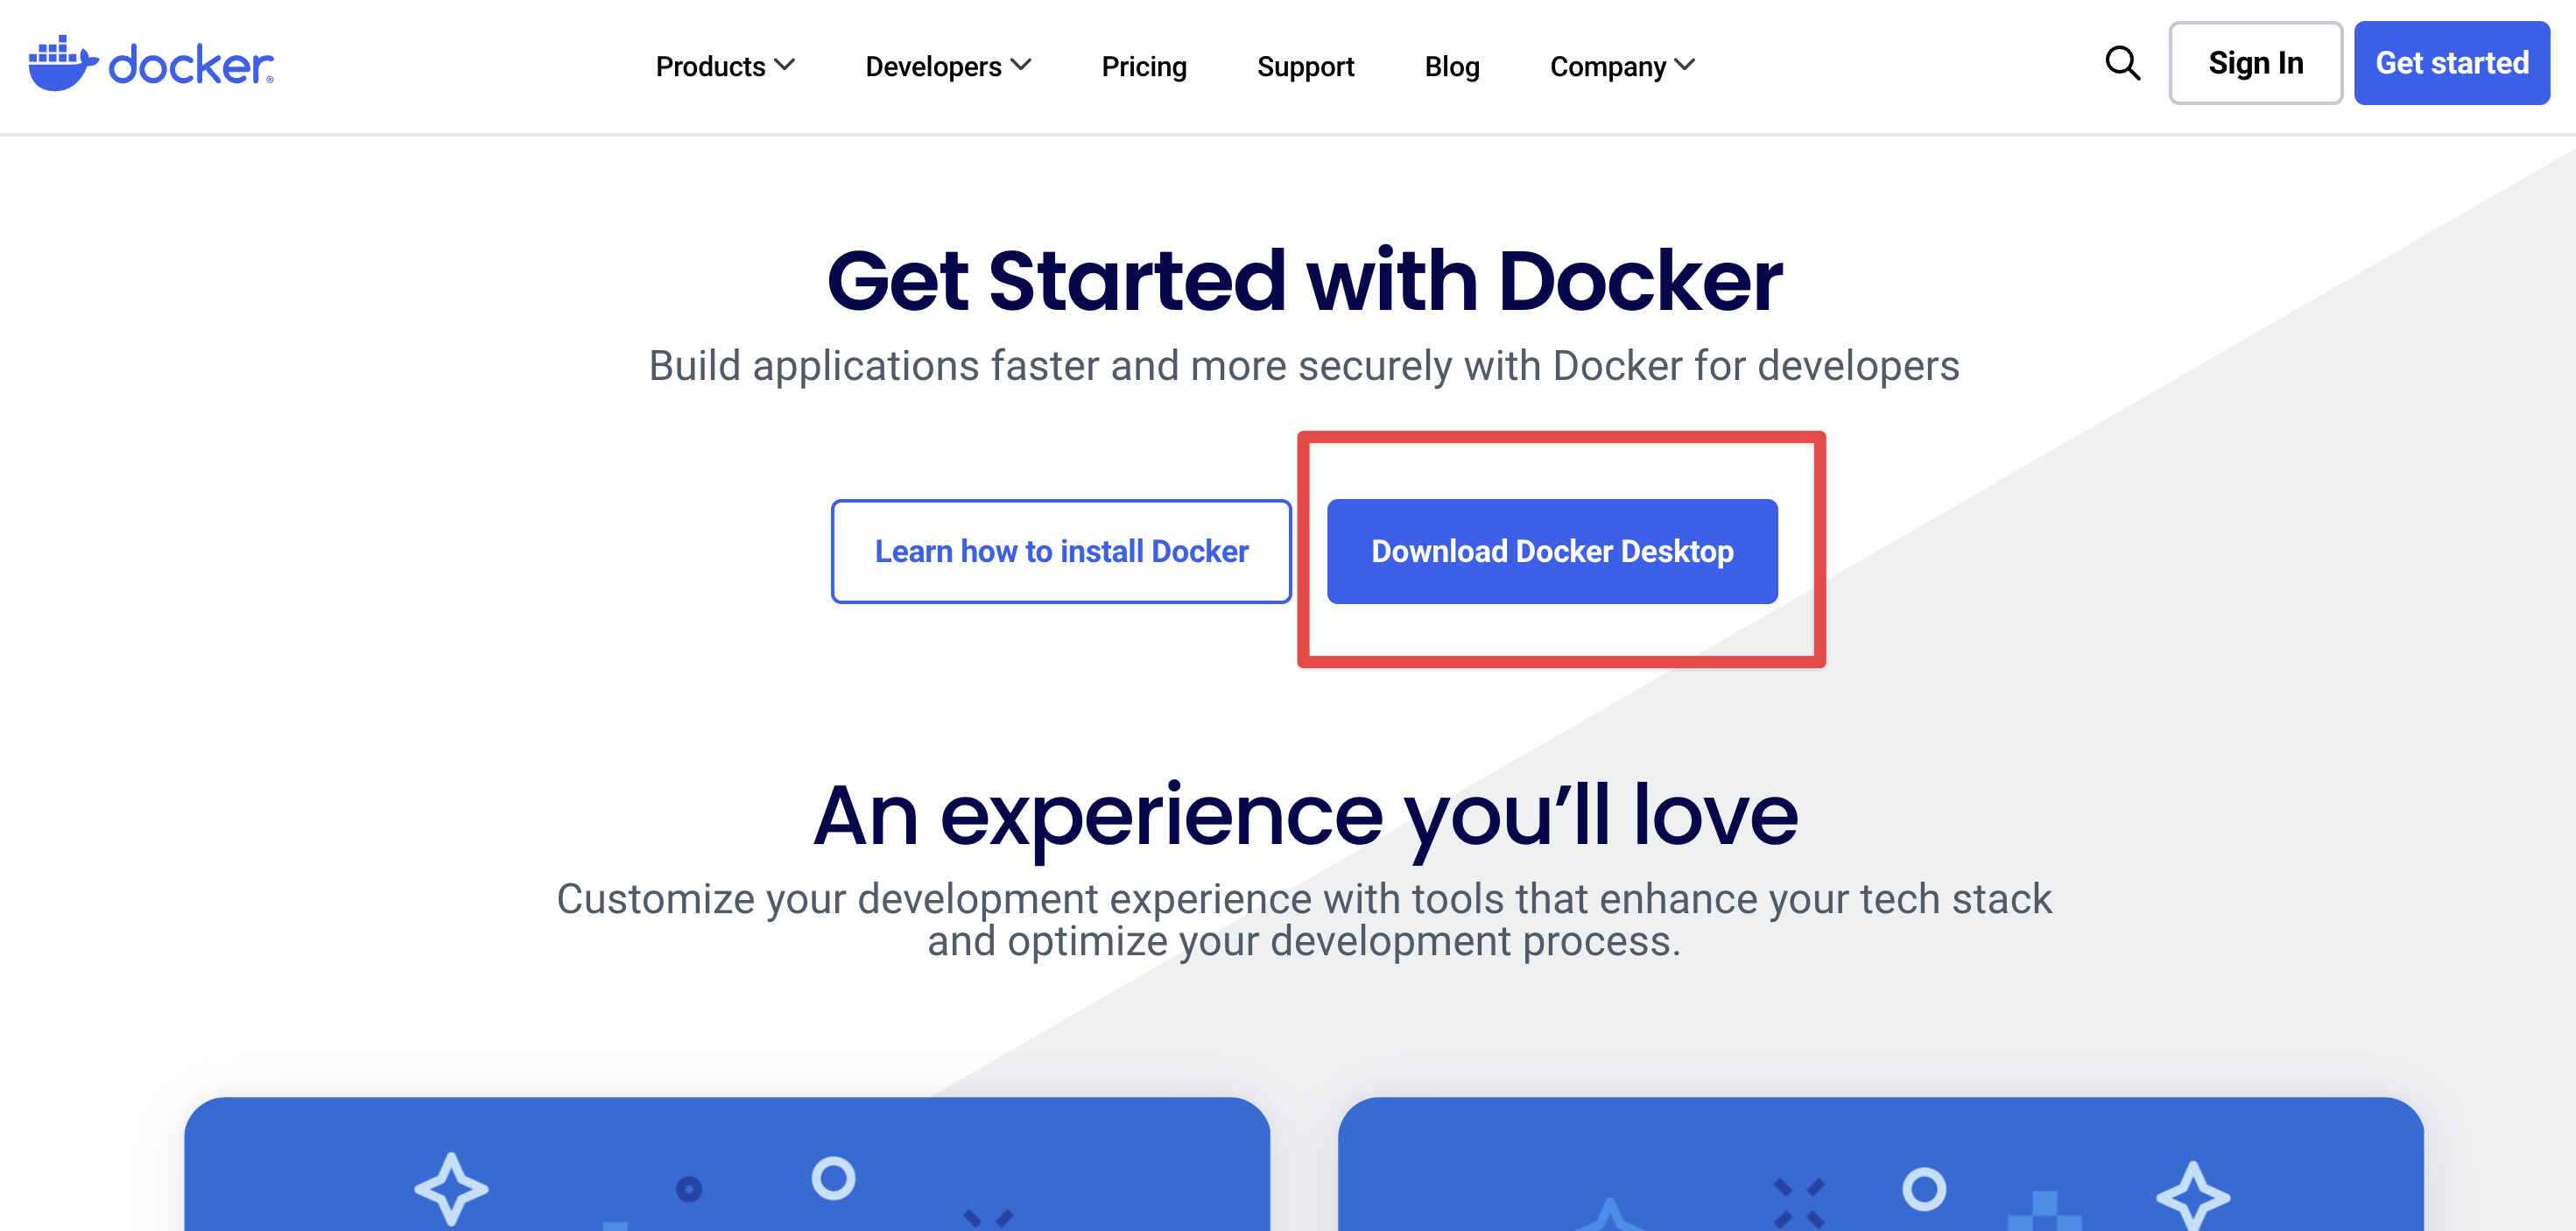 docker
Products
Developers
Pricing
Support
Blog
Company
Sign In
Get started
Get Started with Docker
Build applications faster and more securely with Docker for developers
Learn how to install Docker
Download Docker Desktop
An experience you’ll love
Customize your development experience with tools that enhance your tech stack
and optimize your development process.